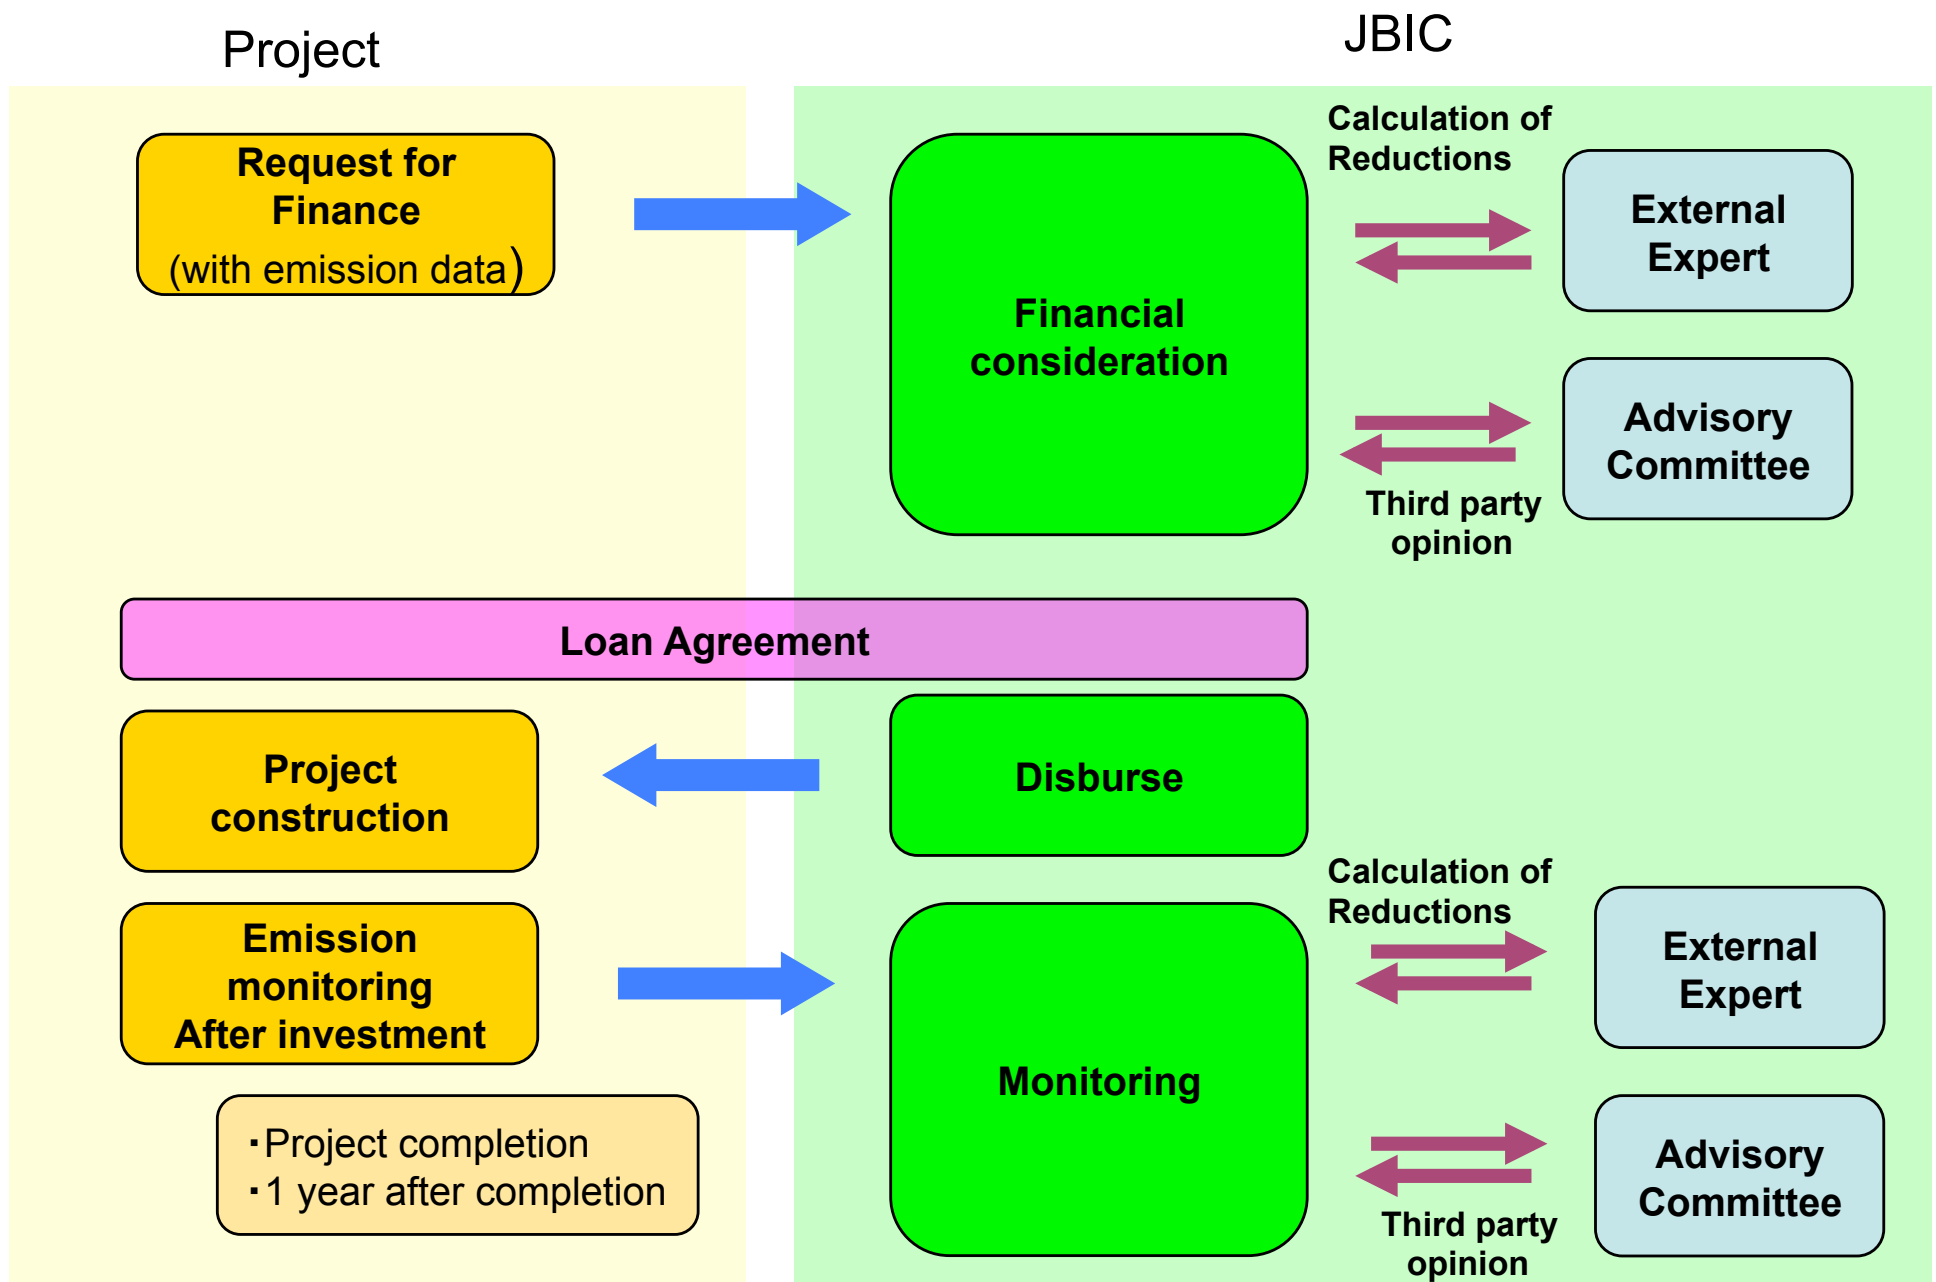 Project
JBIC
Request for
Finance
(with emission data)
Financial
consideration
Calculation of
Reductions
External
Expert
Advisory
Committee
Third party
opinion
Loan Agreement
Project
construction
Disburse
Emission
monitoring
After investment
・Project completion
・1 year after completion
Monitoring
Calculation of
Reductions
External
Expert
Advisory
Committee
Third party
opinion